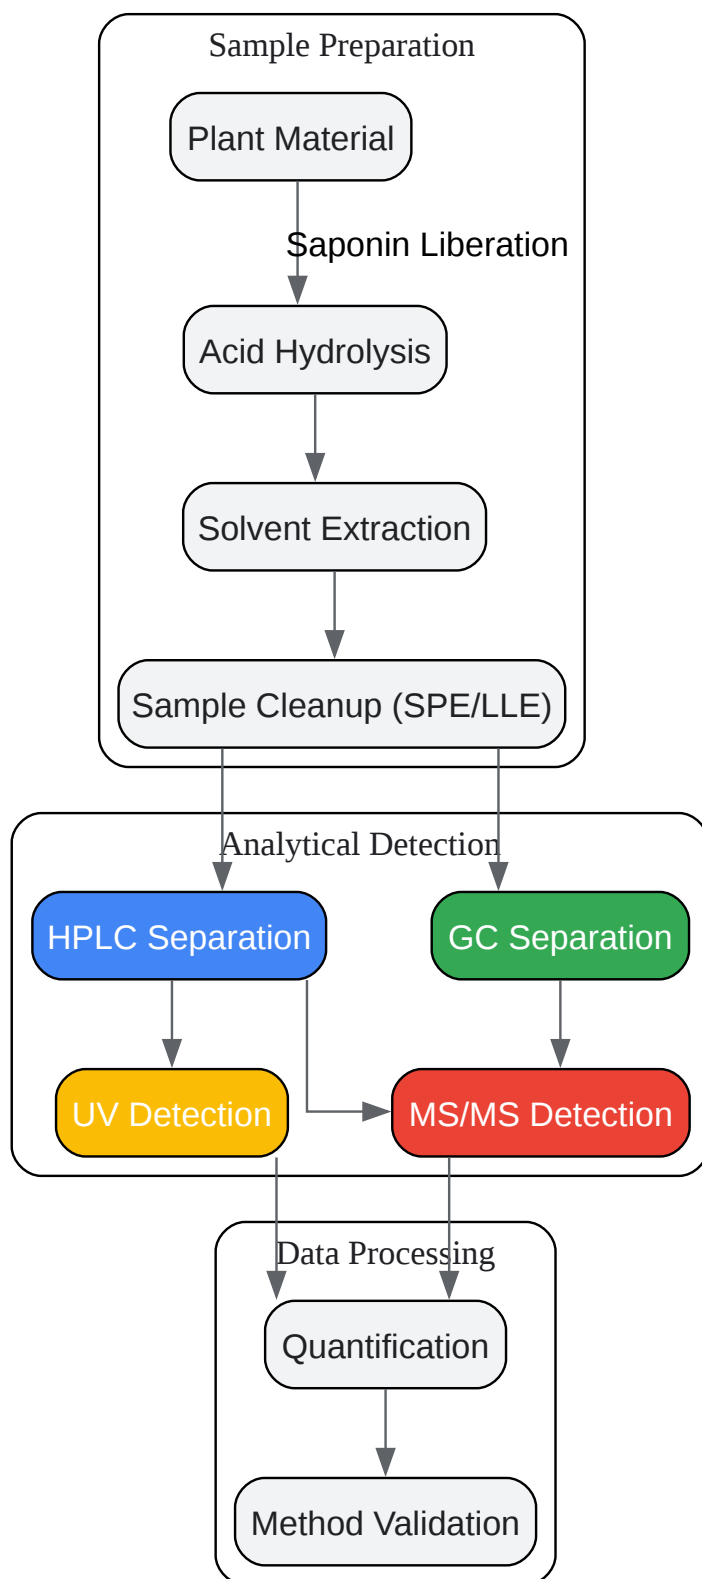 Sample Preparation
Plant Material
Saponin Liberation
Acid Hydrolysis
Solvent Extraction
Sample Cleanup (SPE/LLE)
Analytical Detection
HPLC Separation
GC Separation
UV Detection
MS/MS Detection
Data Processing
Quantification
Method Validation